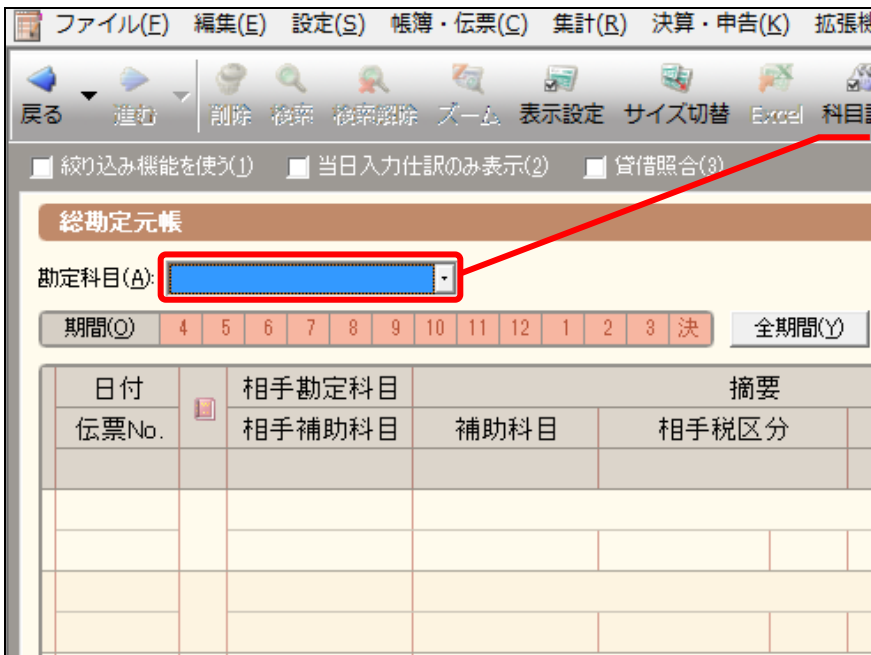 ファイル(F) 編集(E) 設定(S) 帳簿・伝票(C) 集計(R) 決算・申告(K) 拡張機
戻る 進む 削除 検索 検索解除 ズーム 表示設定 サイズ切替 Excel 科目設
絞り込み機能を使う(1) 当日入力仕訳のみ表示(2) 貸借照合(3)
総勘定元帳
勘定科目(A):
期間(O) 4 5 6 7 8 9 10 11 12 1 2 3 決 全期間(Y)
日付 相手勘定科目 摘要
伝票No. 相手補助科目 補助科目 相手税区分